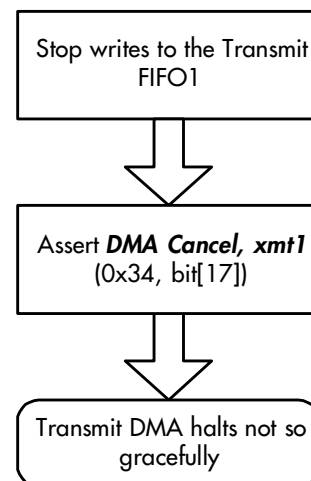 Stop writes to the Transmit
FIFO1
Assert DMA Cancel, xmt1
(0x34, bit[17])
Transmit DMA halts not so
gracefully